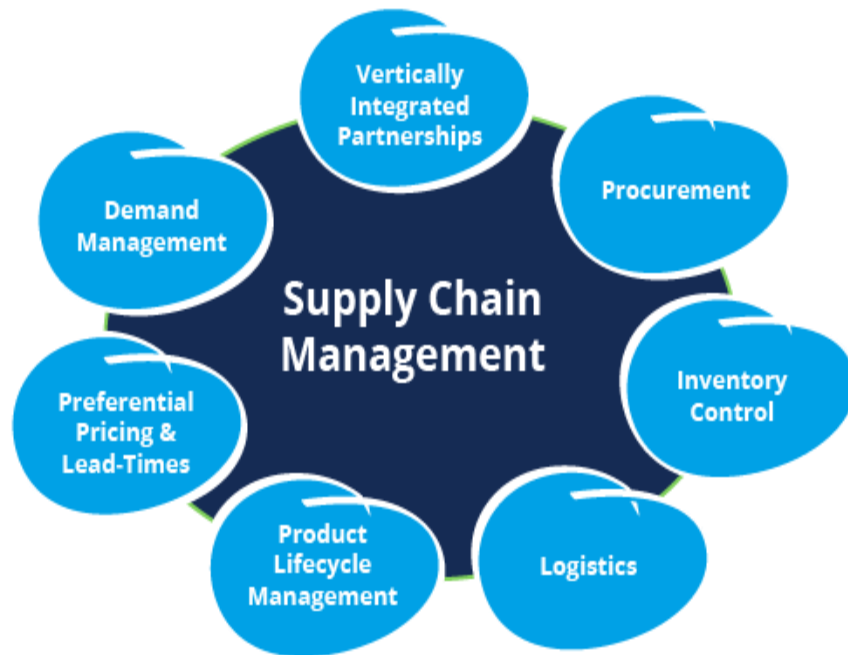 Supply Chain
Management
Vertically
Integrated
Partnerships
Procurement
Inventory
Control
Logistics
Product
Lifecycle
Management
Preferential
Pricing &
Lead-Times
Demand
Management